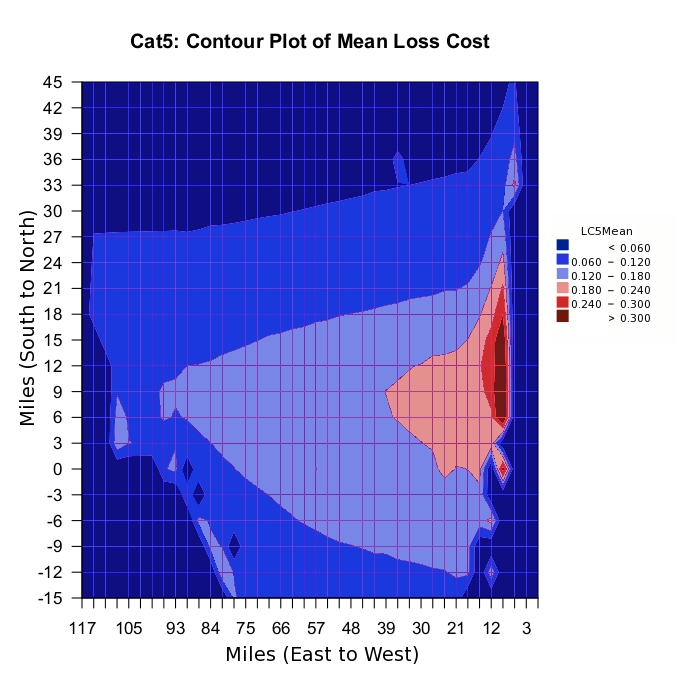 Cat5: Contour Plot of Mean Loss Cost
45
42
39
36
33
30
27
24
21
18
15
12
9
6
3
0
-3
-6
-9
-12
-15
Miles (South to North)
117 105 93 84 75 66 57 48 39 30 21 12 3
Miles (East to West)
LC5Mean
< 0.060
0.060 – 0.120
0.120 – 0.180
0.180 – 0.240
0.240 – 0.300
> 0.300